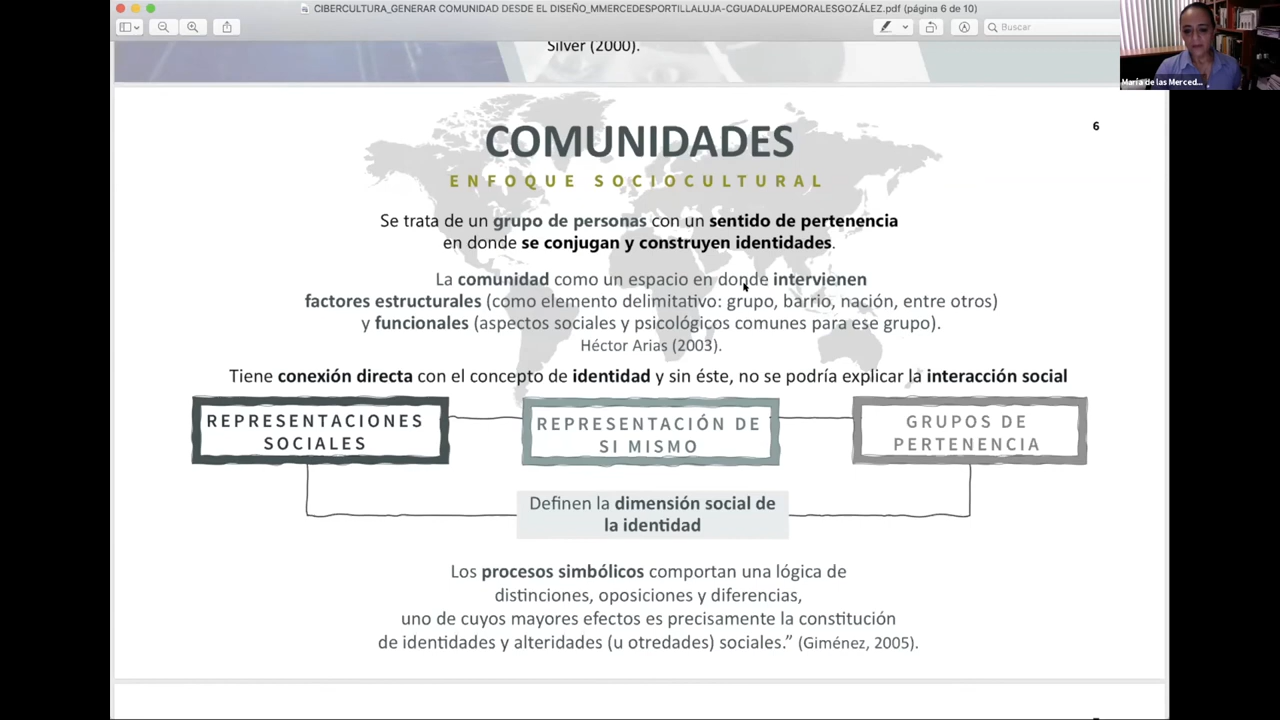 CIBERCULTURA_GENERAR COMUNIDAD DESDE EL DISEÑO_MMERCEDESPORTILLALUJA-CGUADALUPEMORALESGOZÁLEZ.pdf (página 6 de 10)
Buscar
María de las Merced...
Silver (2000).
6
COMUNIDADES
ENFOQUE SOCIOCULTURAL
Se trata de un grupo de personas con un sentido de pertenencia
en donde se conjugan y construyen identidades.
La comunidad como un espacio en donde intervienen
factores estructurales (como elemento delimitativo: grupo, barrio, nación, entre otros)
y funcionales (aspectos sociales y psicológicos comunes para ese grupo).
Héctor Arias (2003).
Tiene conexión directa con el concepto de identidad y sin éste, no se podría explicar la interacción social
REPRESENTACIONES
SOCIALES
REPRESENTACIÓN DE
SI MISMO
GRUPOS DE
PERTENENCIA
Definen la dimensión social de
la identidad
Los procesos simbólicos comportan una lógica de
distinciones, oposiciones y diferencias,
uno de cuyos mayores efectos es precisamente la constitución
de identidades y alteridades (u otredades) sociales.” (Giménez, 2005).